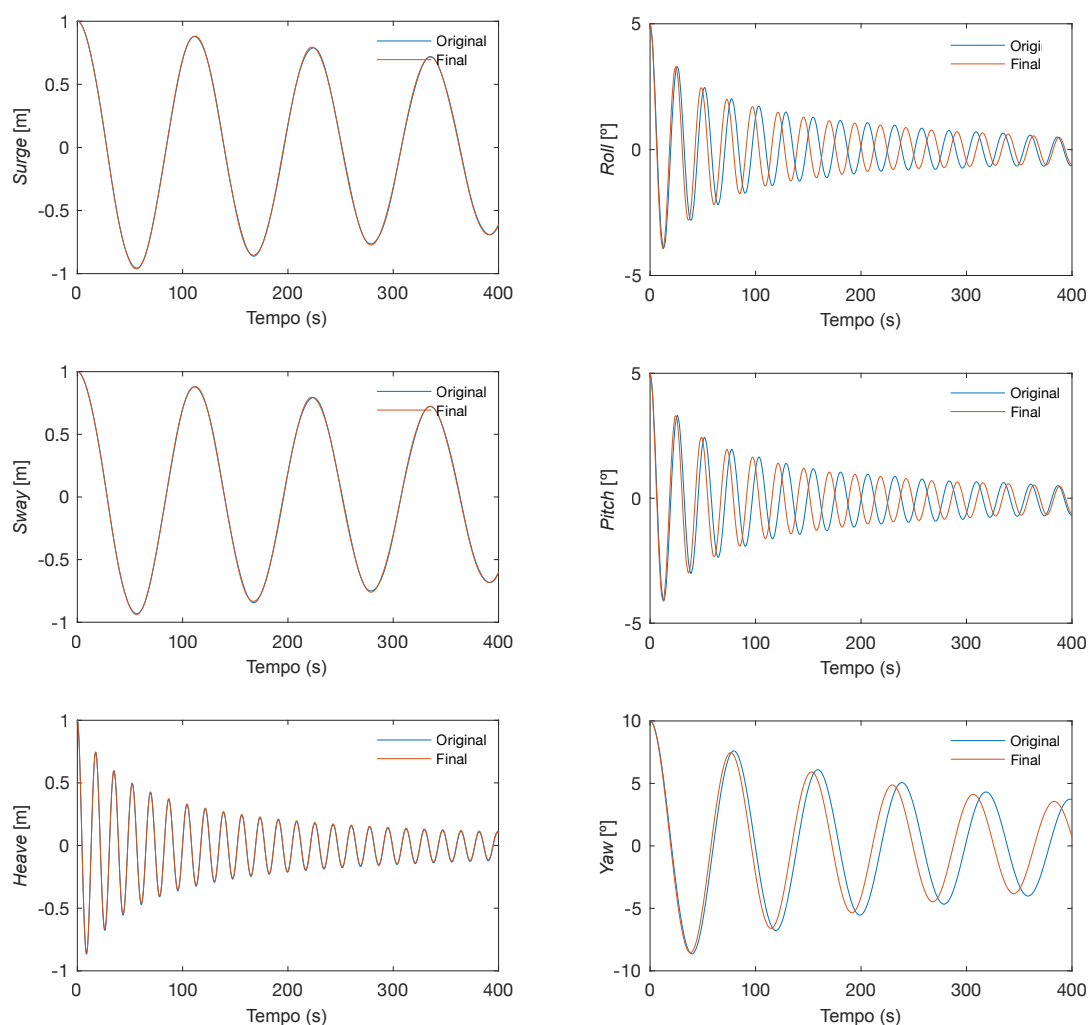 1
0.5
0
-0.5
-1
Surge [m]
0
100
200
300
400
Tempo (s)
Original
Final
5
0
-5
Roll [º]
0
100
200
300
400
Tempo (s)
Origi
Final
1
0.5
0
-0.5
-1
Sway [m]
0
100
200
300
400
Tempo (s)
Original
Final
5
0
-5
Pitch [º]
0
100
200
300
400
Tempo (s)
Original
Final
1
0.5
0
-0.5
-1
Heave [m]
0
100
200
300
400
Tempo (s)
Original
Final
10
5
0
-5
-10
Yaw [º]
0
100
200
300
400
Tempo (s)
Original
Final